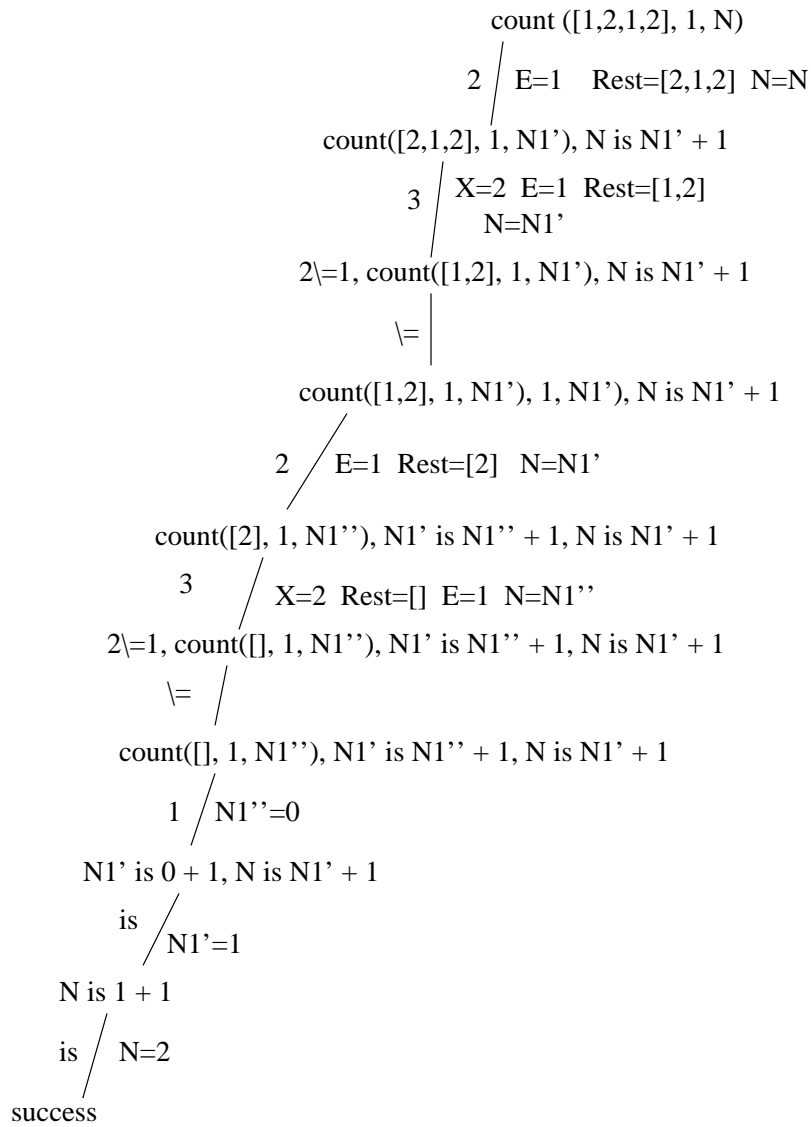 count ([1,2,1,2], 1, N)
2 E=1 Rest=[2,1,2] N=N
count([2,1,2], 1, N1’), N is N1’ + 1
3 X=2 E=1 Rest=[1,2]
N=N1’
2\=1, count([1,2], 1, N1’), N is N1’ + 1
\=
count([1,2], 1, N1’), 1, N1’), N is N1’ + 1
2 E=1 Rest=[2] N=N1’
count([2], 1, N1’’), N1’ is N1’’ + 1, N is N1’ + 1
3 X=2 Rest=[] E=1 N=N1’’
2\=1, count([], 1, N1’’), N1’ is N1’’ + 1, N is N1’ + 1
\=
count([], 1, N1’’), N1’ is N1’’ + 1, N is N1’ + 1
1 N1’’=0
N1’ is 0 + 1, N is N1’ + 1
is N1’=1
N is 1 + 1
is N=2
success